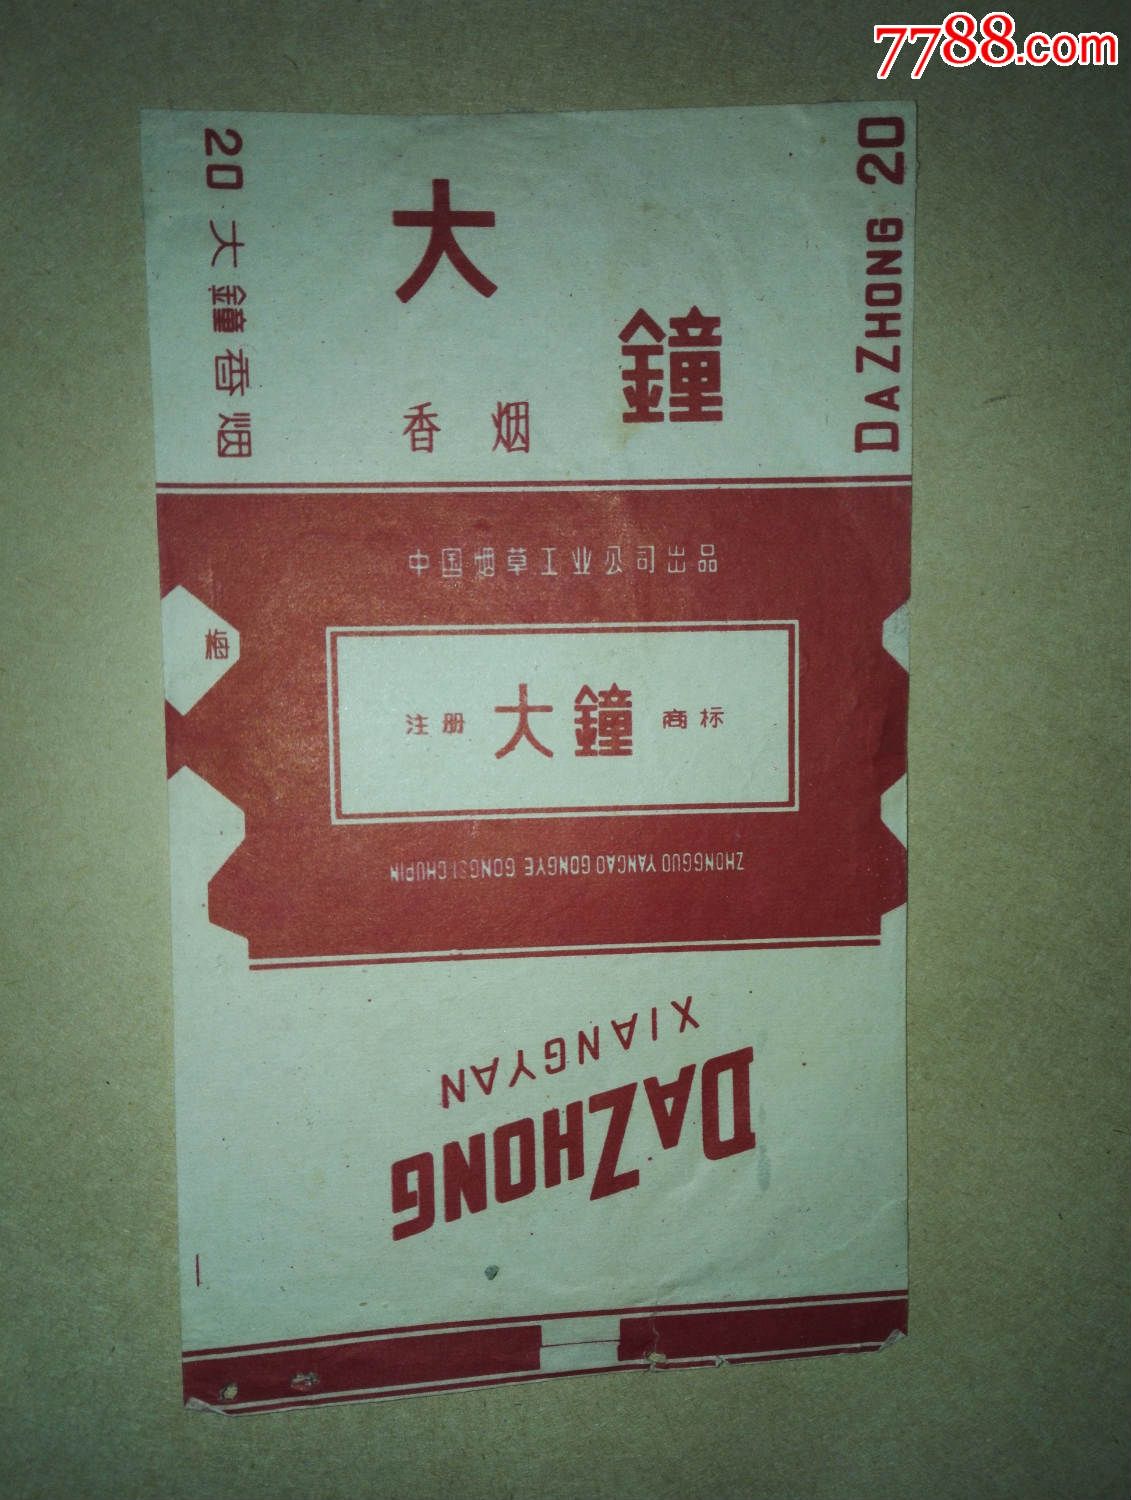 7788.com
20 大鐘香烟
大鐘
香烟
DAZHONG 20
中国烟草工业公司出品
注册 大鐘 商标
ZHONGGUO YANCAO GONGYE GONGSI CHUPIN
XIANGYAN
DAZHONG